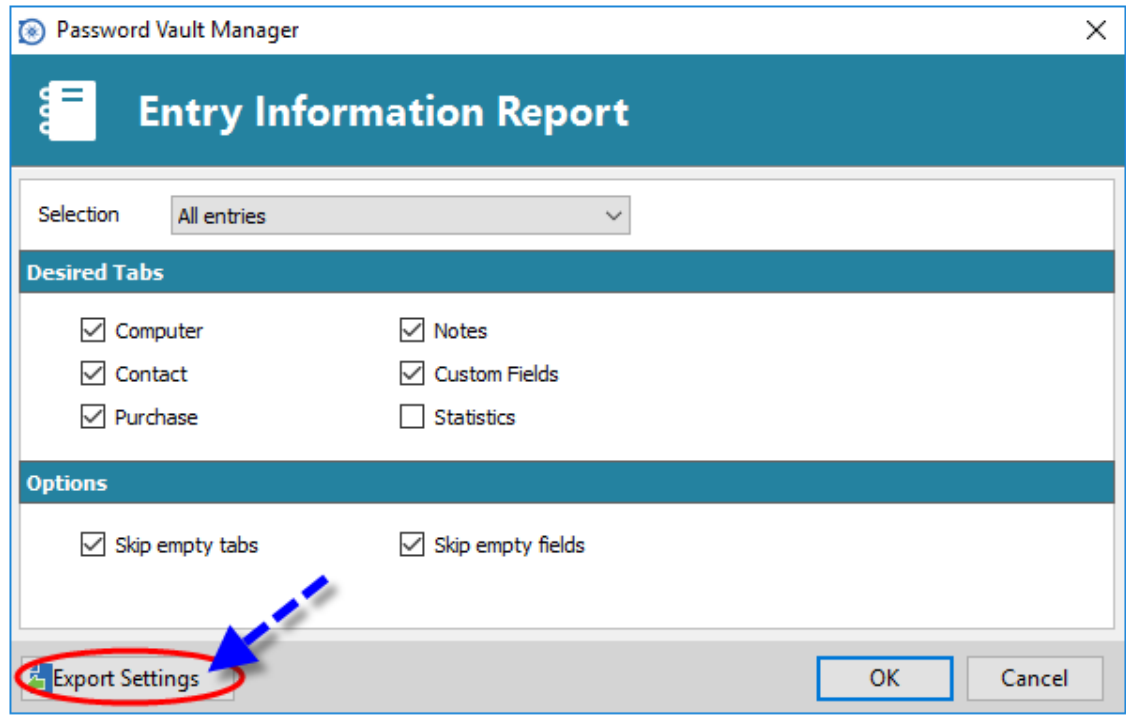 Password Vault Manager
Entry Information Report
Selection All entries
Desired Tabs
Computer Notes
Contact Custom Fields
Purchase Statistics
Options
Skip empty tabs Skip empty fields
Export Settings OK Cancel